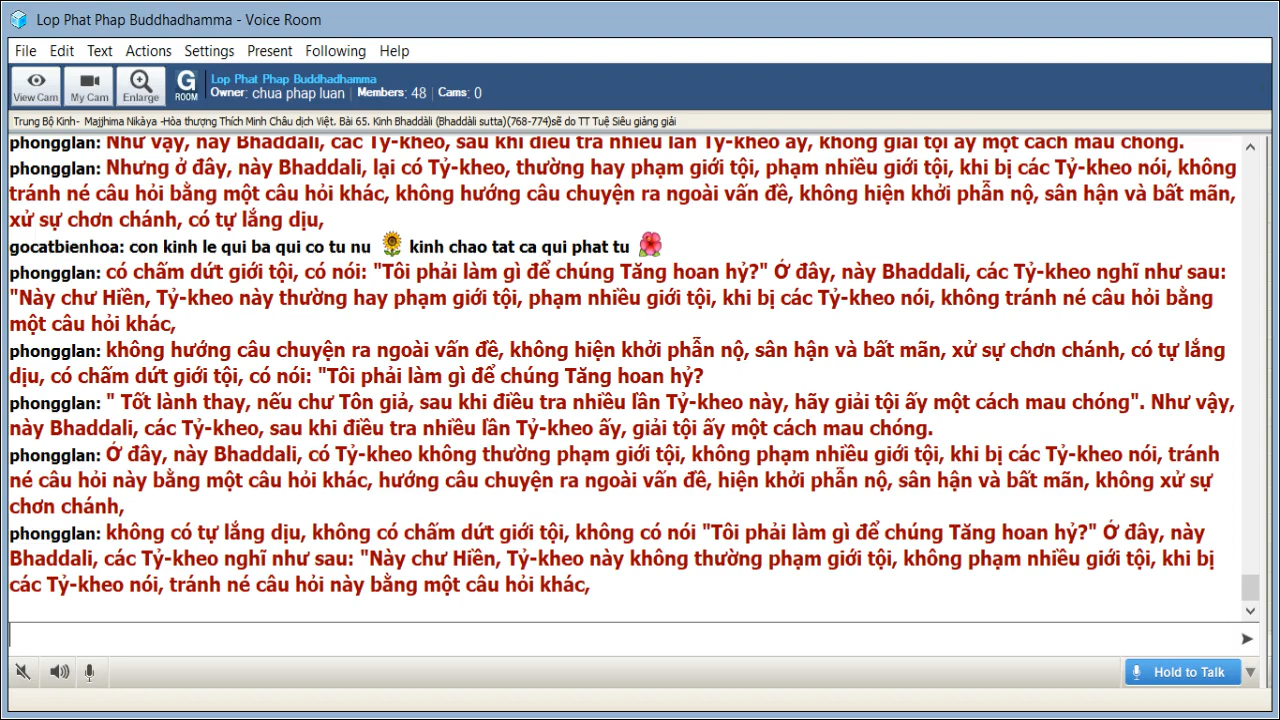 Lop Phat Phap Buddhadhamma - Voice Room
File Edit Text Actions Settings Present Following Help
View Cam My Cam Enlarge G ROOM Lop Phat Phap Buddhadhamma
Owner: chua phap luan | Members: 48 | Cams: 0
Trung Bộ Kinh- Majjhima Nikàya -Hòa thượng Thích Minh Châu dịch Việt. Bài 65. Kinh Bhaddàli (Bhaddàli sutta)(768-774)sẽ do TT Tuệ Siêu giảng giải
phongglan: Như vậy, này Bhaddali, các Tỷ-kheo, sau khi điều tra nhiều lần Tỷ-kheo ấy, không giải tội ấy một cách mau chóng.
phongglan: Nhưng ở đây, này Bhaddali, lại có Tỷ-kheo, thường hay phạm giới tội, phạm nhiều giới tội, khi bị các Tỷ-kheo nói, không
tránh né câu hỏi bằng một câu hỏi khác, không hướng câu chuyện ra ngoài vấn đề, không hiện khởi phẫn nộ, sân hận và bất mãn,
xử sự chơn chánh, có tự lắng dịu,
gocatbienhoa: con kinh le qui ba qui co tu nu kinh chao tat ca qui phat tu
phongglan: có chấm dứt giới tội, có nói: "Tôi phải làm gì để chúng Tăng hoan hỷ?" Ở đây, này Bhaddali, các Tỷ-kheo nghĩ như sau:
"Này chư Hiền, Tỷ-kheo này thường hay phạm giới tội, phạm nhiều giới tội, khi bị các Tỷ-kheo nói, không tránh né câu hỏi bằng
một câu hỏi khác,
phongglan: không hướng câu chuyện ra ngoài vấn đề, không hiện khởi phẫn nộ, sân hận và bất mãn, xử sự chơn chánh, có tự lắng
dịu, có chấm dứt giới tội, có nói: "Tôi phải làm gì để chúng Tăng hoan hỷ?
phongglan: " Tốt lành thay, nếu chư Tôn giả, sau khi điều tra nhiều lần Tỷ-kheo này, hãy giải tội ấy một cách mau chóng". Như vậy,
này Bhaddali, các Tỷ-kheo, sau khi điều tra nhiều lần Tỷ-kheo ấy, giải tội ấy một cách mau chóng.
phongglan: Ở đây, này Bhaddali, có Tỷ-kheo không thường phạm giới tội, không phạm nhiều giới tội, khi bị các Tỷ-kheo nói, tránh
né câu hỏi này bằng một câu hỏi khác, hướng câu chuyện ra ngoài vấn đề, hiện khởi phẫn nộ, sân hận và bất mãn, không xử sự
chơn chánh,
phongglan: không có tự lắng dịu, không có chấm dứt giới tội, không có nói "Tôi phải làm gì để chúng Tăng hoan hỷ?" Ở đây, này
Bhaddali, các Tỷ-kheo nghĩ như sau: "Này chư Hiền, Tỷ-kheo này không thường phạm giới tội, không phạm nhiều giới tội, khi bị
các Tỷ-kheo nói, tránh né câu hỏi này bằng một câu hỏi khác,
Hold to Talk